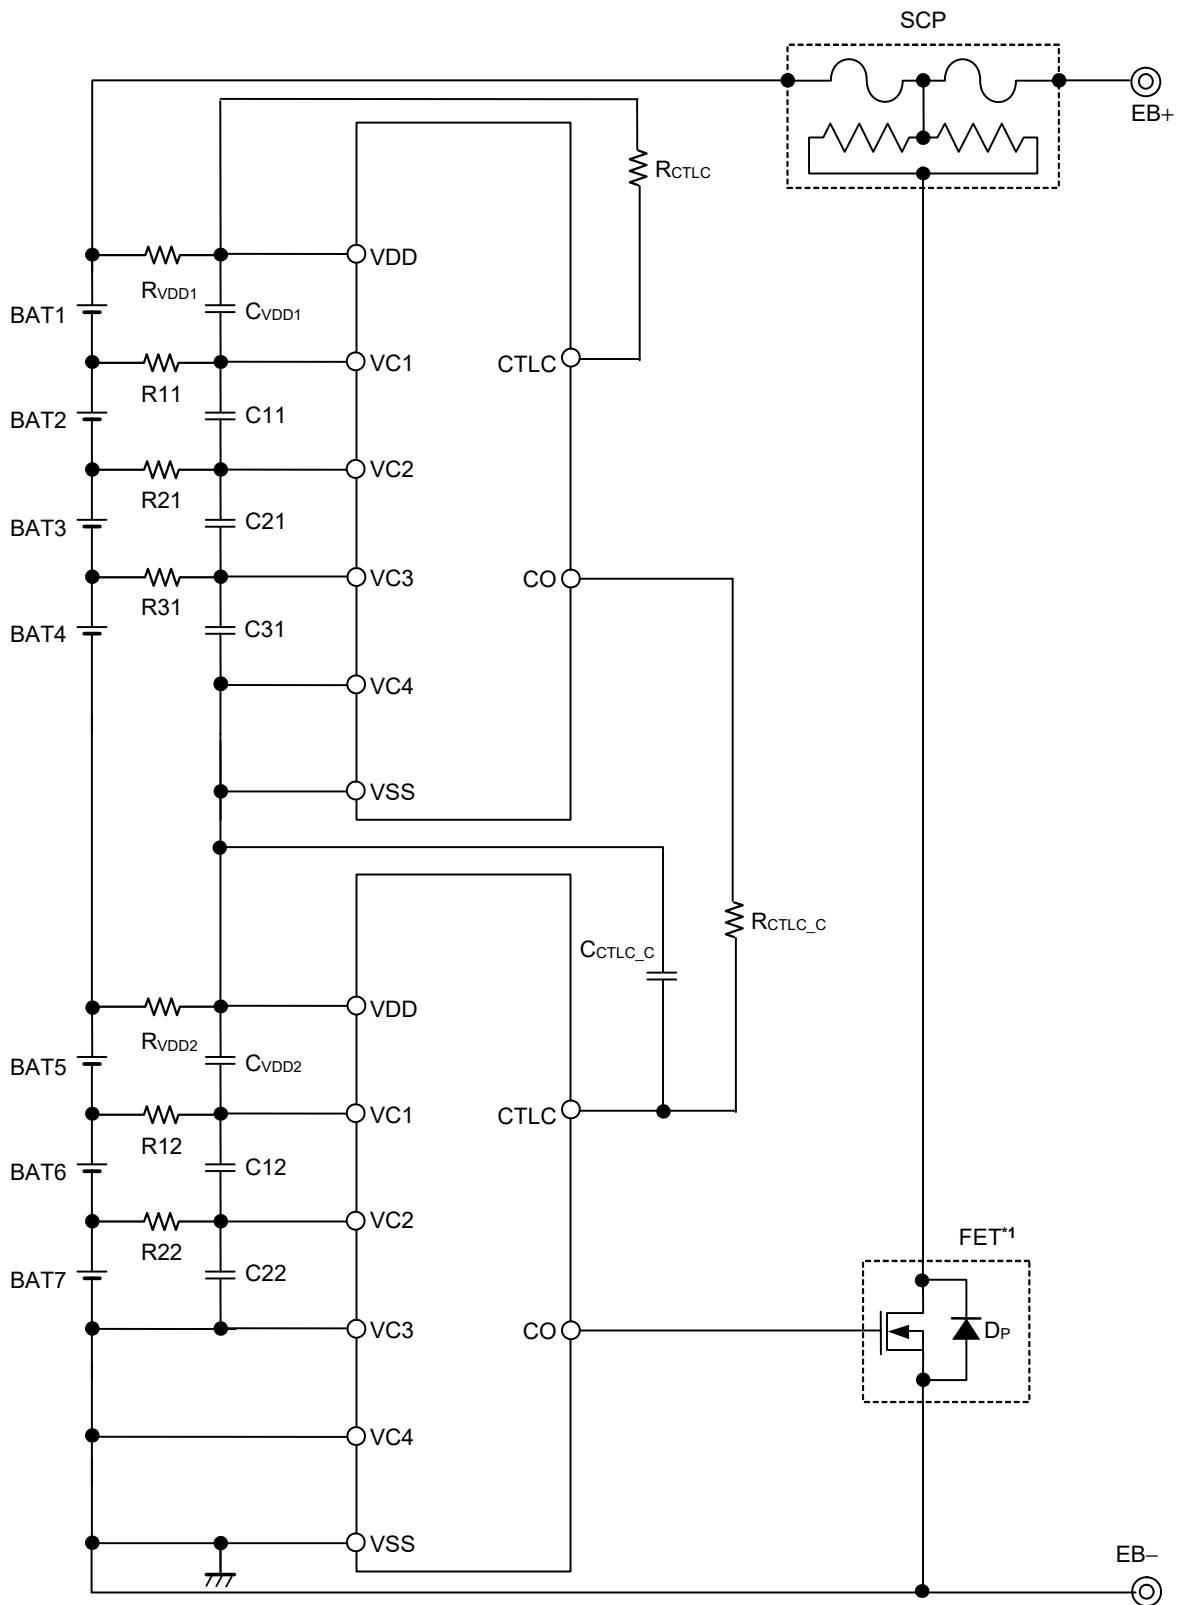 SCP
EB+
RCTLC
VDD
RVDD1
BAT1
CVDD1
VC1
CTLC
R11
BAT2
C11
VC2
R21
BAT3
C21
VC3
CO
R31
BAT4
C31
VC4
VSS
RCTLC_C
CCTLC_C
VDD
RVDD2
BAT5
CVDD2
VC1
CTLC
R12
BAT6
C12
VC2
R22
FET*1
BAT7
C22
VC3
CO
DP
VC4
VSS
EB−